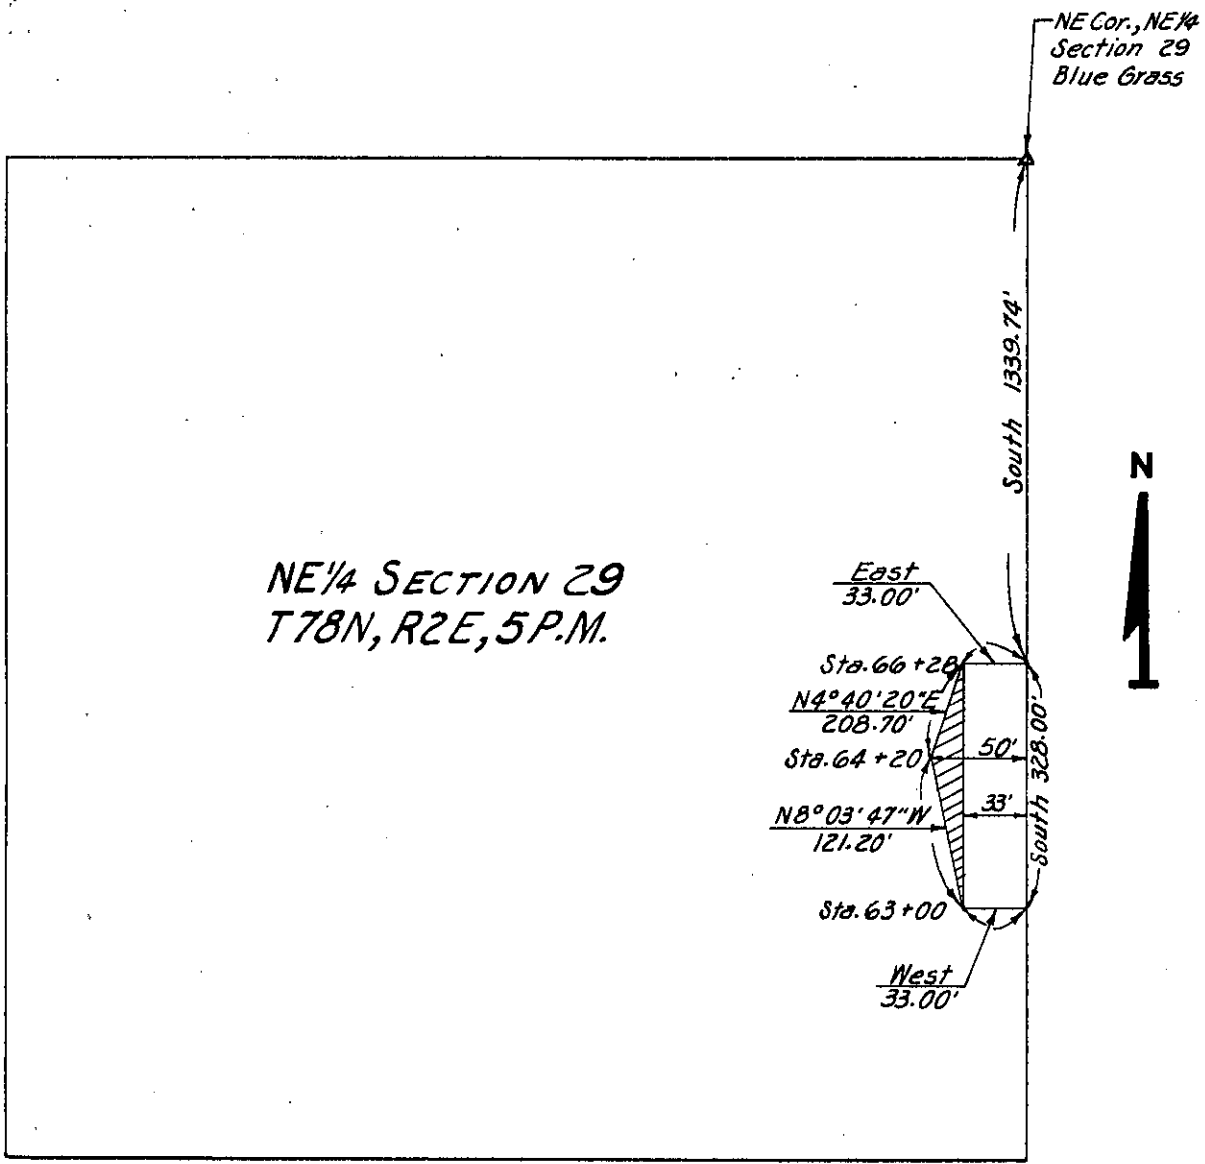 NE Cor., NE1/4
Section 29
Blue Grass
South 1339.74'
N
NE1/4 SECTION 29
T78N, R2E, 5P.M.
East
33.00'
Sta. 66+28
N4°40'20"E
208.70'
Sta. 64+20
50'
South 328.00'
33'
N8°03'47"W
121.20'
Sta. 63+00
West
33.00'